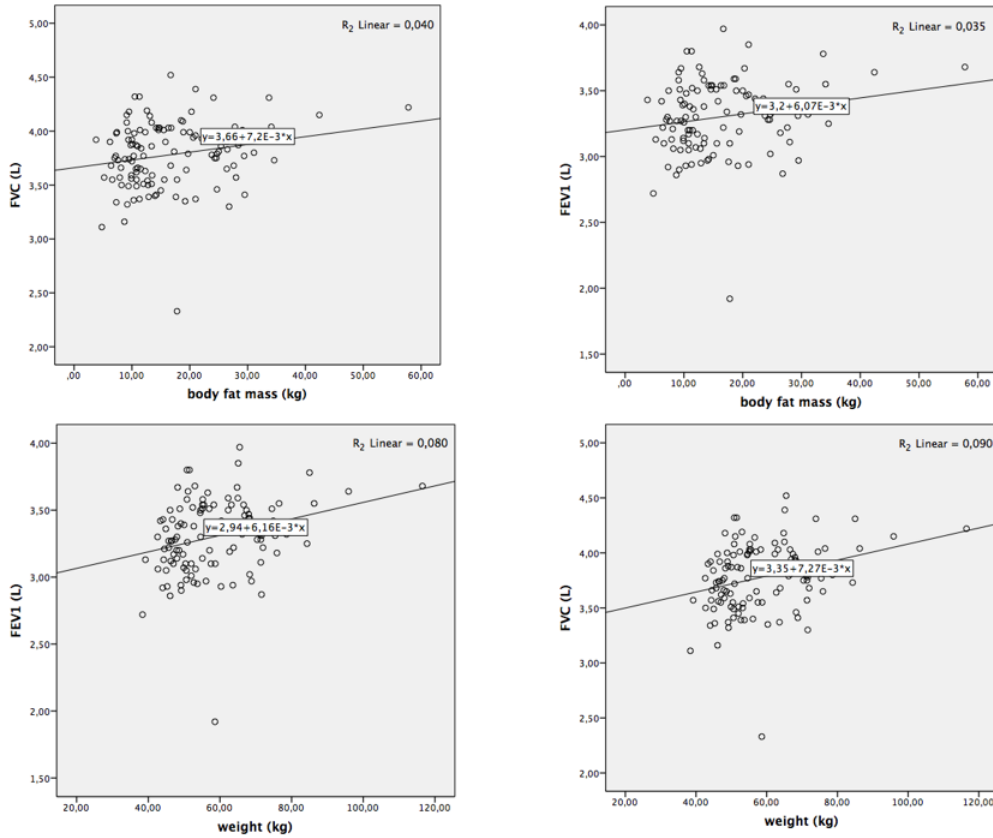 R2 Linear = 0,040
5,00
4,50
4,00
3,50
3,00
2,50
2,00
FVC (L)
y=3,66+7,2E-3*x
,00 10,00 20,00 30,00 40,00 50,00 60,00
body fat mass (kg)
R2 Linear = 0,035
4,00
3,50
3,00
2,50
2,00
1,50
FEV1 (L)
y=3,2+6,07E-3*x
,00 10,00 20,00 30,00 40,00 50,00 60,00
body fat mass (kg)
R2 Linear = 0,080
4,00
3,50
3,00
2,50
2,00
1,50
FEV1 (L)
y=2,94+6,16E-3*x
20,00 40,00 60,00 80,00 100,00 120,00
weight (kg)
R2 Linear = 0,090
5,00
4,50
4,00
3,50
3,00
2,50
2,00
FVC (L)
y=3,35+7,27E-3*x
20,00 40,00 60,00 80,00 100,00 120,00
weight (kg)